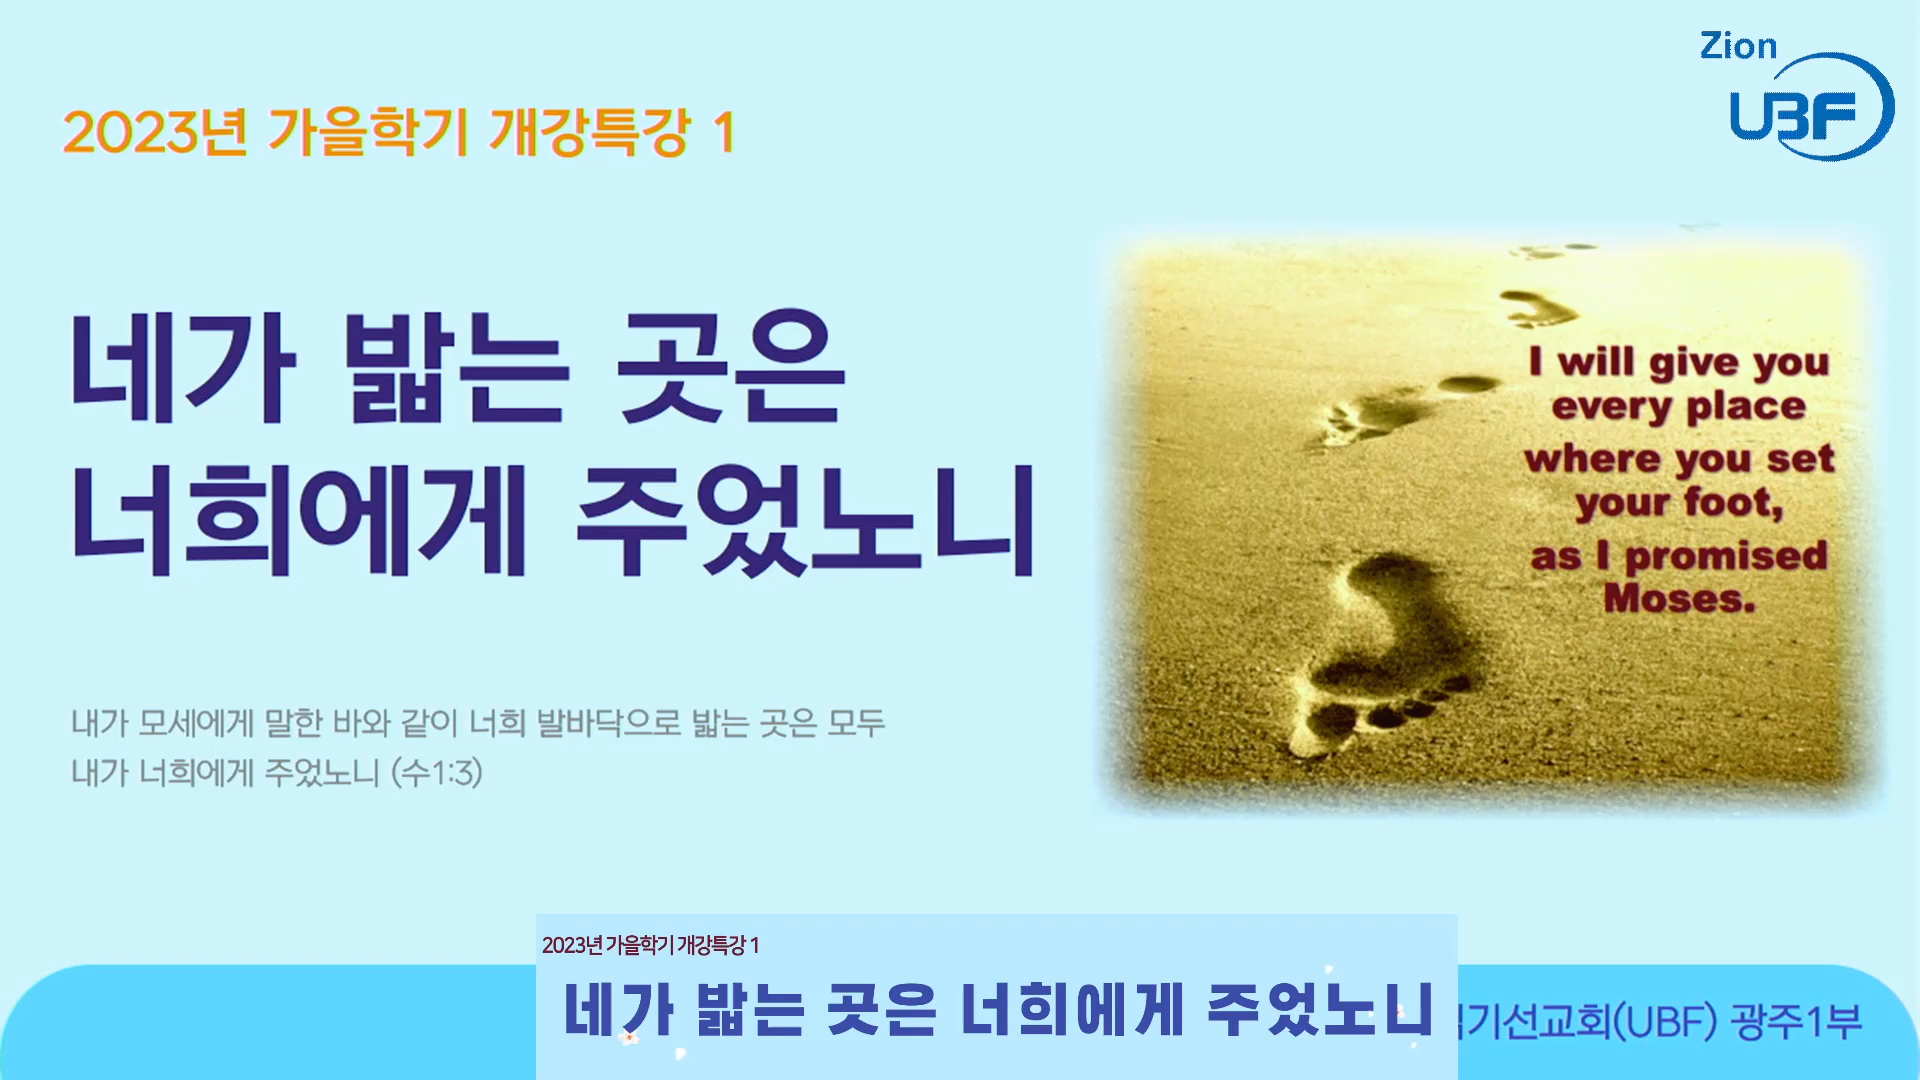 Zion
UBF
2023년 가을학기 개강특강 1
네가 밟는 곳은
너희에게 주었노니
I will give you
every place
where you set
your foot,
as I promised
Moses.
내가 모세에게 말한 바와 같이 너희 발바닥으로 밟는 곳은 모두
내가 너희에게 주었노니 (수1:3)
2023년 가을학기 개강특강 1
네가 밟는 곳은 너희에게 주었노니
기선교회(UBF) 광주1부